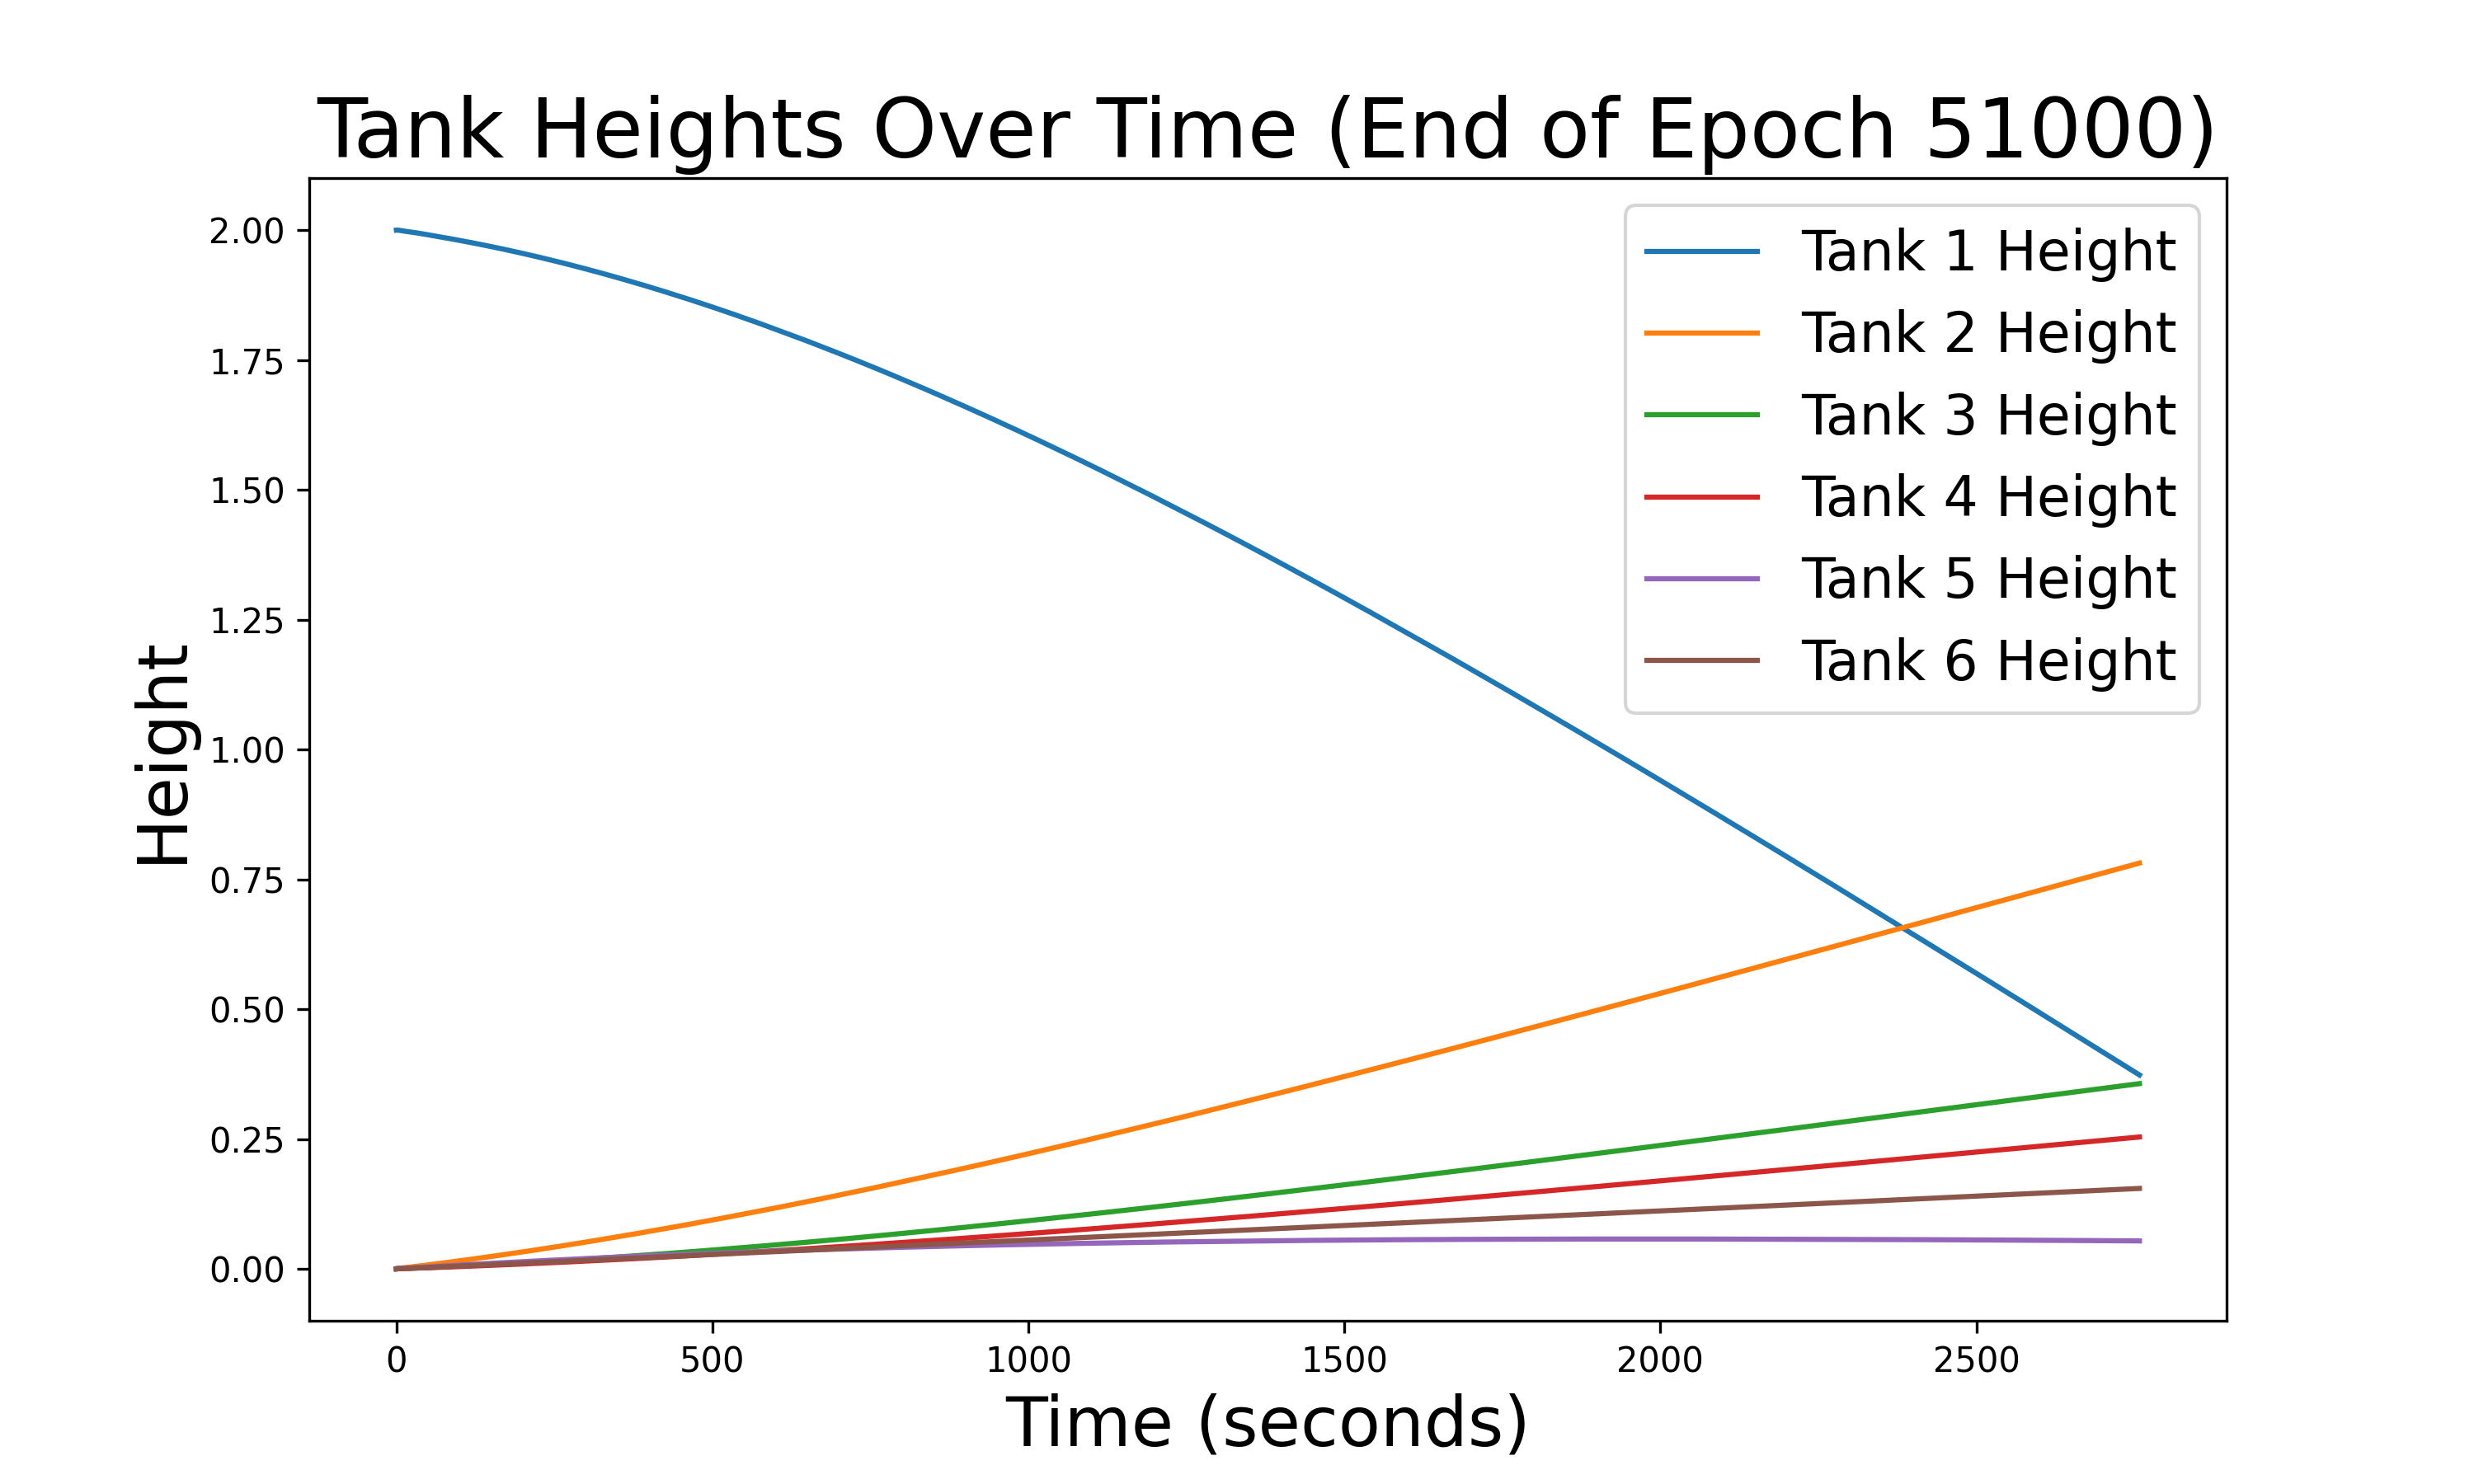 Tank Heights Over Time (End of Epoch 51000)
Height
2.00
1.75
1.50
1.25
1.00
0.75
0.50
0.25
0.00
Tank 1 Height
Tank 2 Height
Tank 3 Height
Tank 4 Height
Tank 5 Height
Tank 6 Height
0 500 1000 1500 2000 2500
Time (seconds)